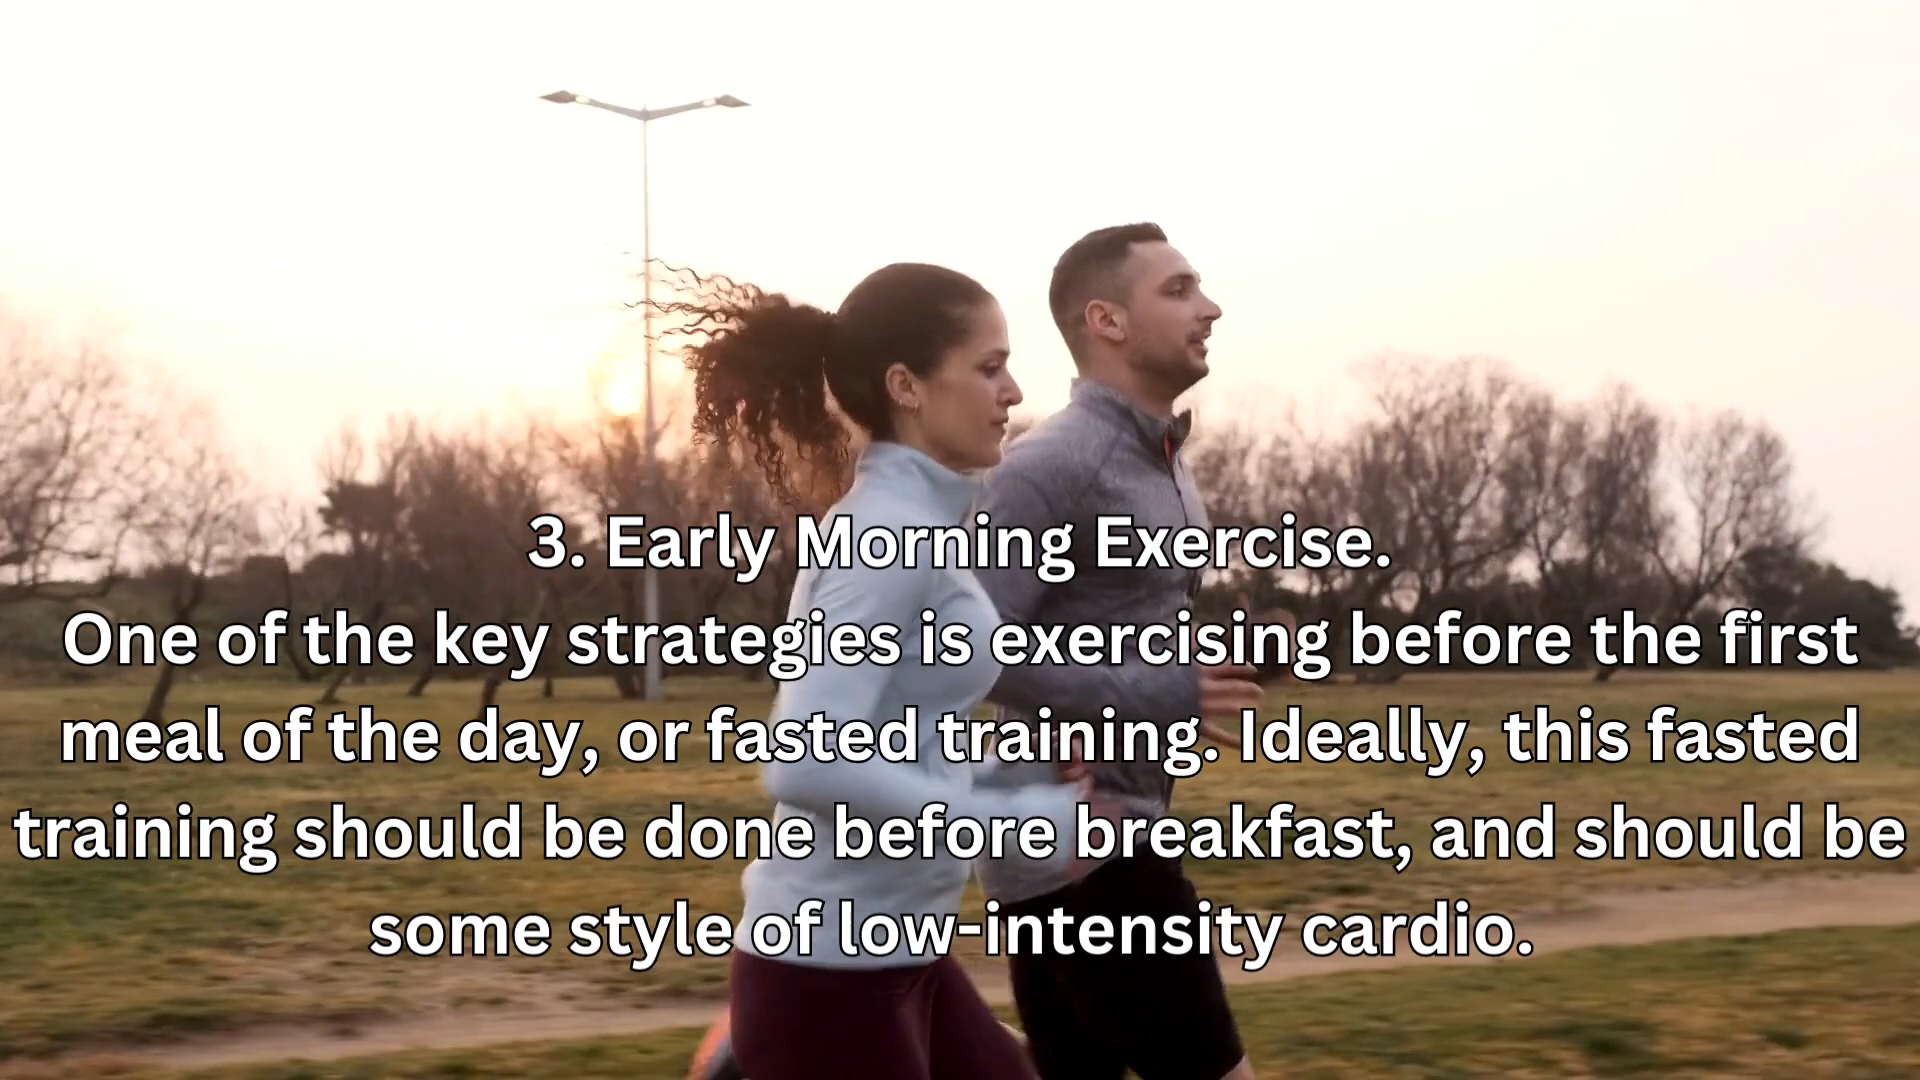 3. Early Morning Exercise.
One of the key strategies is exercising before the first
meal of the day, or fasted training. Ideally, this fasted
training should be done before breakfast, and should be
some style of low-intensity cardio.